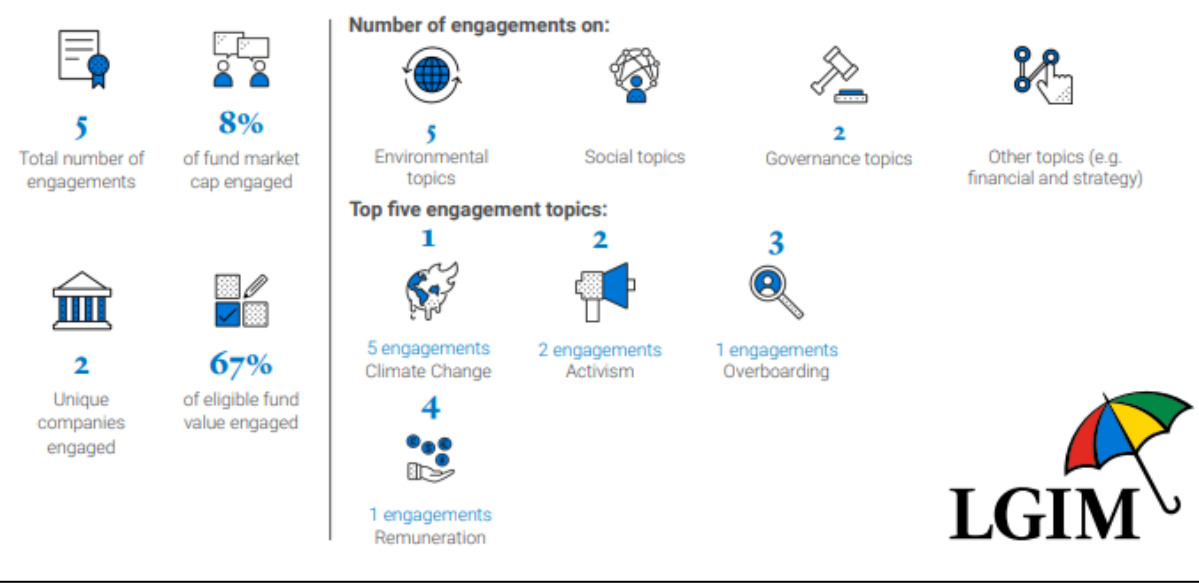 5
Total number of
engagements
8%
of fund market
cap engaged
2
Unique
companies
engaged
67%
of eligible fund
value engaged
Number of engagements on:
5
Environmental
topics
Social topics
2
Governance topics
Other topics (e.g.
financial and strategy)
Top five engagement topics:
1
5 engagements
Climate Change
2
2 engagements
Activism
3
1 engagements
Overboarding
4
1 engagements
Remuneration
LGIM